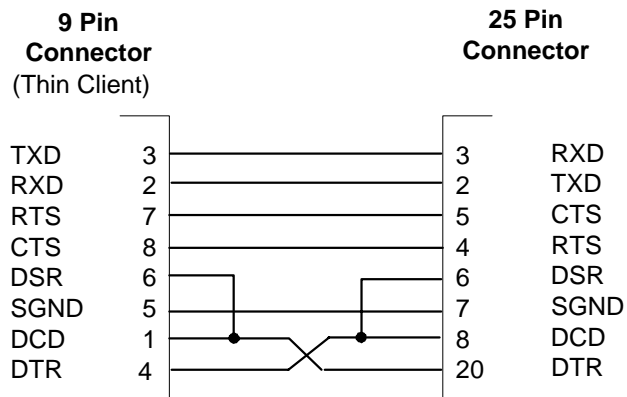 9 Pin
Connector
(Thin Client)
25 Pin
Connector
TXD 3 3 RXD
RXD 2 2 TXD
RTS 7 5 CTS
CTS 8 4 RTS
DSR 6 6 DSR
SGND 5 7 SGND
DCD 1 8 DCD
DTR 4 20 DTR